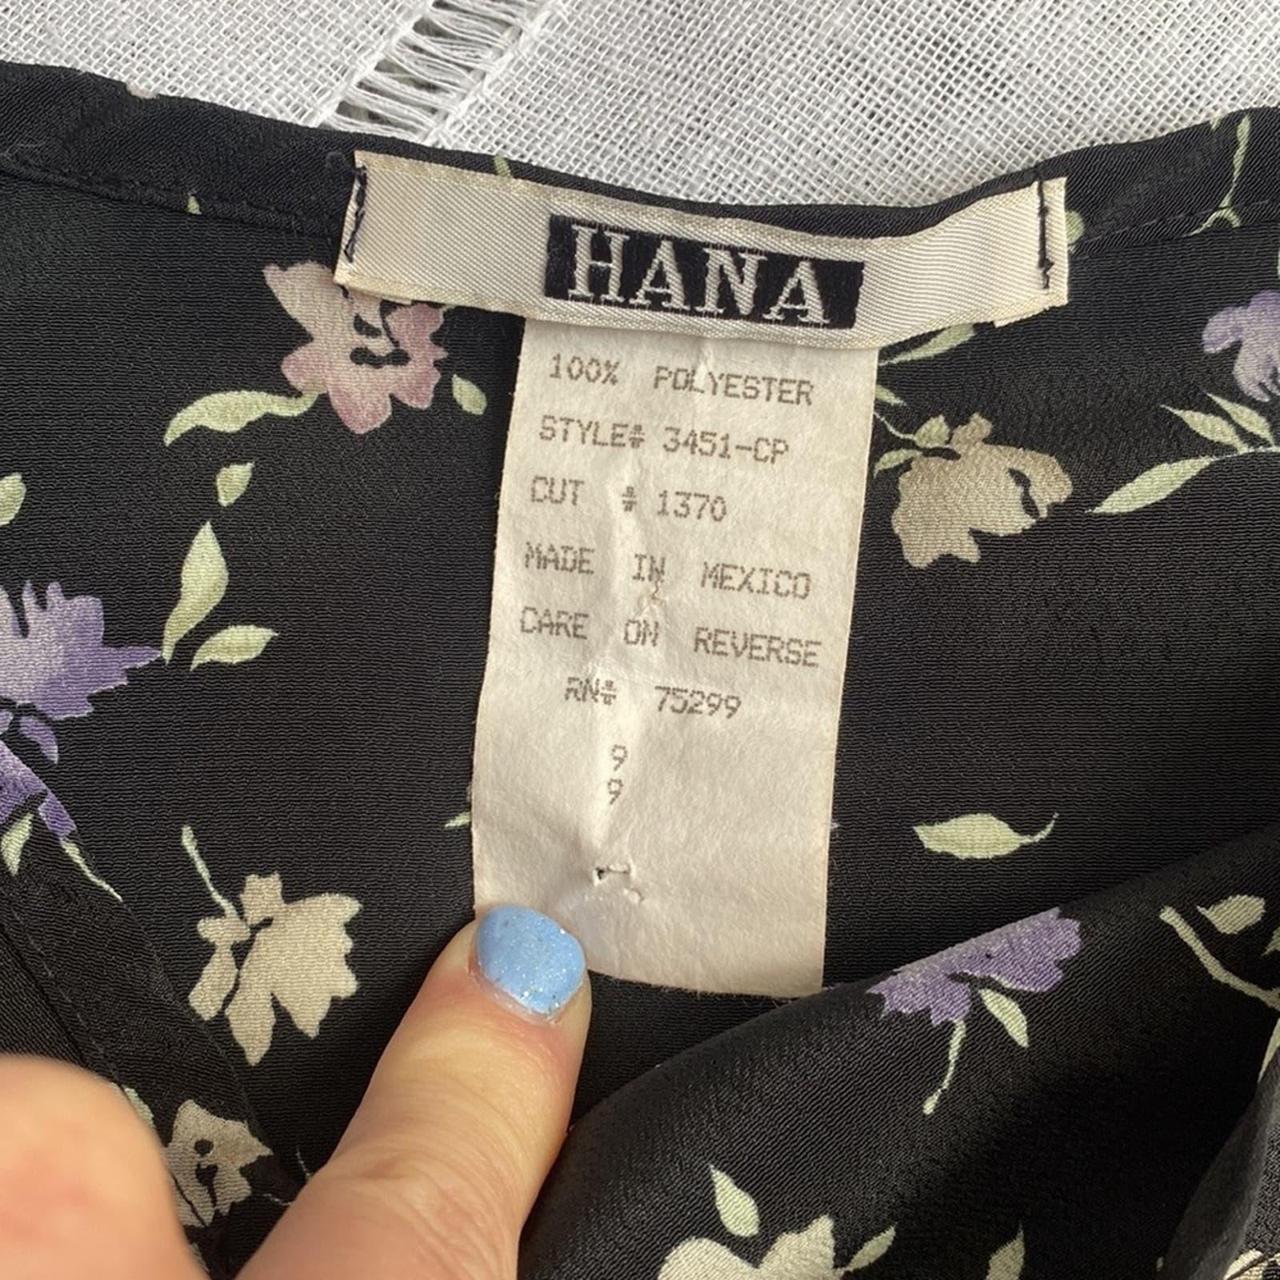 HANA
100% POLYESTER
STYLE# 3451-CP
CUT # 1370
MADE IN MEXICO
CARE ON REVERSE
RN# 75299
9
9